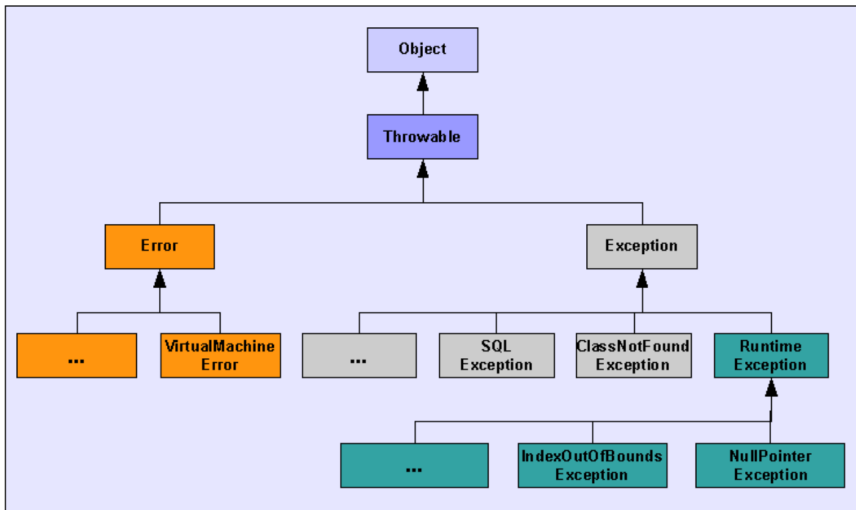 Object
Throwable
Error
Exception
...
VirtualMachine
Error
...
SQL
Exception
ClassNotFound
Exception
Runtime
Exception
...
IndexOutOfBounds
Exception
NullPointer
Exception